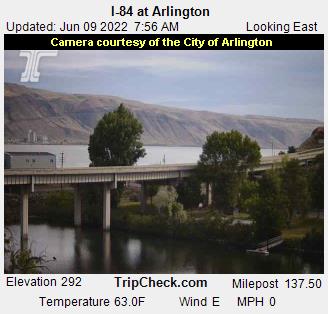 I-84 at Arlington
Updated: Jun 09 2022 7:56 AM Looking East
Camera courtesy of the City of Arlington
Elevation 292 TripCheck.com Milepost 137.50
Temperature 63.0F Wind E MPH 0